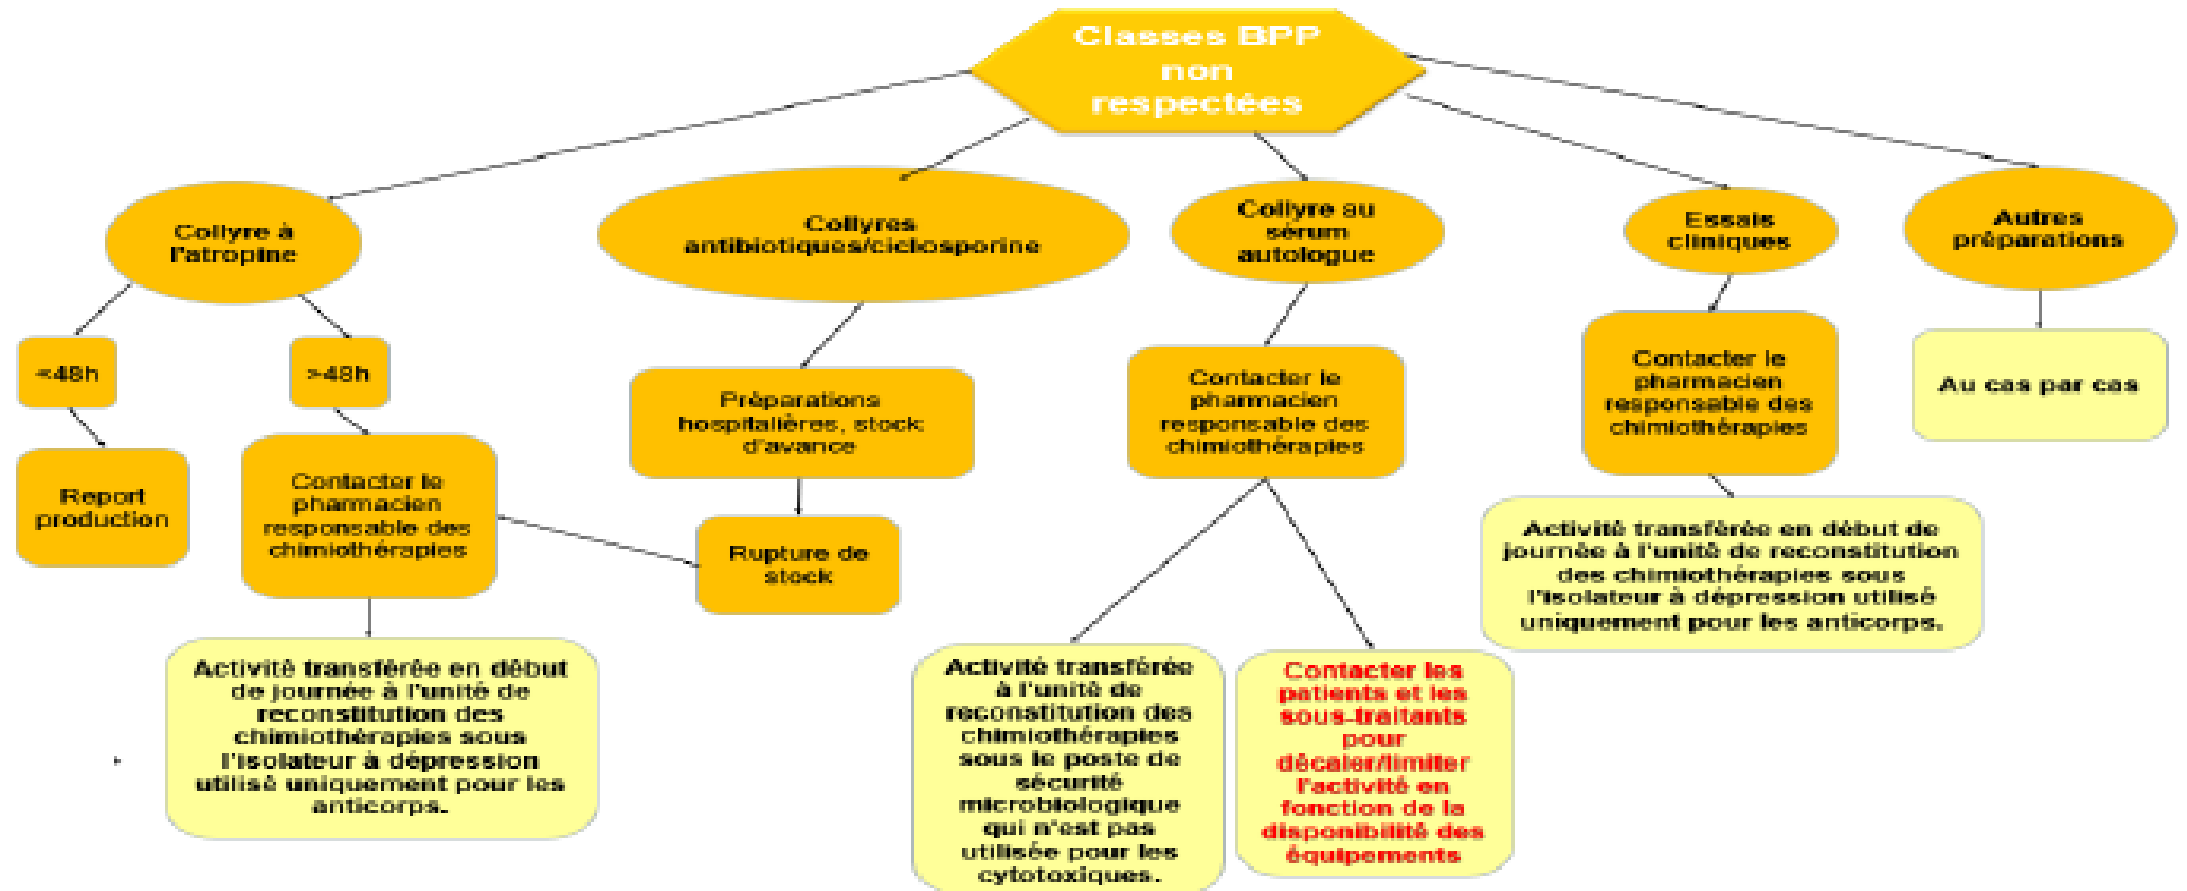 Classes BPP
non
respectées
Collyre à
l'atropine
Collyres
antibiotiques/ciclosporine
Collyre au
sérum
autologue
Essais
cliniques
Autres
préparations
<48h
>48h
Préparations
hospitalières, stock
d'avance
Contacter le
pharmacien
responsable des
chimiothérapies
Contacter le
pharmacien
responsable des
chimiothérapies
Au cas par cas
Report
production
Contacter le
pharmacien
responsable des
chimiothérapies
Rupture de
stock
Activité transférée en début de
journée à l'unité de reconstitution
des chimiothérapies sous
l'isolateur à dépression utilisé
uniquement pour les anticorps.
Activité transférée en début
de journée à l'unité de
reconstitution des
chimiothérapies sous
l'isolateur à dépression
utilisé uniquement pour les
anticorps.
Activité transférée
à l'unité de
reconstitution des
chimiothérapies
sous le poste de
sécurité
microbiologique
qui n'est pas
utilisée pour les
cytotoxiques.
Contacter les
patients et les
sous-traitants
pour
décaler/limiter
l'activité en
fonction de la
disponibilité des
équipements